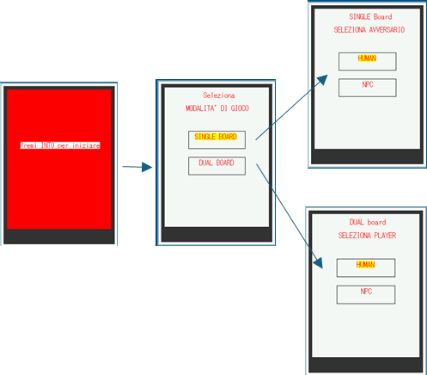 Premi INT0 per iniziare
Seleziona
MODALITA' DI GIOCO
SINGLE BOARD
DUAL BOARD
SINGLE Board
SELEZIONA AVVERSARIO
HUMAN
NPC
DUAL board
SELEZIONA PLAYER
HUMAN
NPC